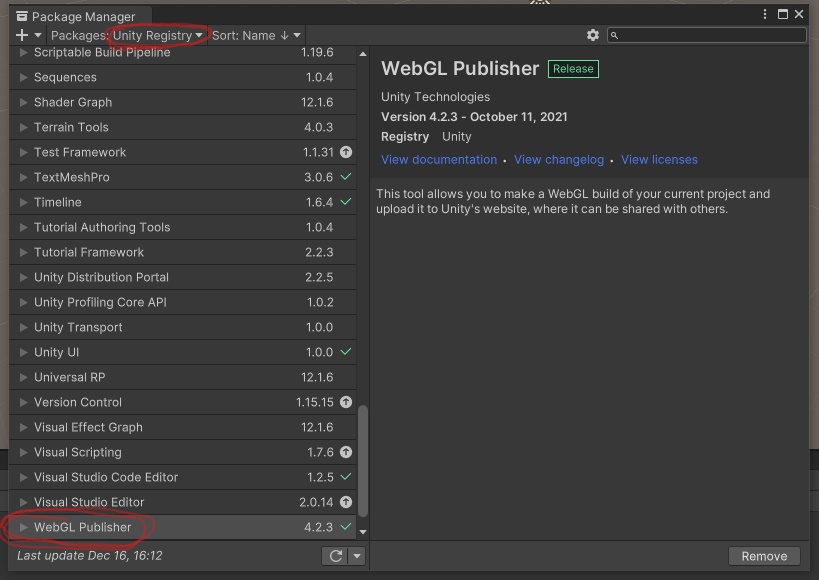 Package Manager
Packages: Unity Registry Sort: Name ↓
Scriptable Build Pipeline 1.19.6
Sequences 1.0.4
Shader Graph 12.1.6
Terrain Tools 4.0.3
Test Framework 1.1.31
TextMeshPro 3.0.6
Timeline 1.6.4
Tutorial Authoring Tools 1.0.4
Tutorial Framework 2.2.3
Unity Distribution Portal 2.2.5
Unity Profiling Core API 1.0.2
Unity Transport 1.0.0
Unity UI 1.0.0
Universal RP 12.1.6
Version Control 1.15.15
Visual Effect Graph 12.1.6
Visual Scripting 1.7.6
Visual Studio Code Editor 1.2.5
Visual Studio Editor 2.0.14
WebGL Publisher 4.2.3
Last update Dec 16, 16:12
WebGL Publisher Release
Unity Technologies
Version 4.2.3 - October 11, 2021
Registry Unity
View documentation • View changelog • View licenses
This tool allows you to make a WebGL build of your current project and
upload it to Unity's website, where it can be shared with others.
Remove